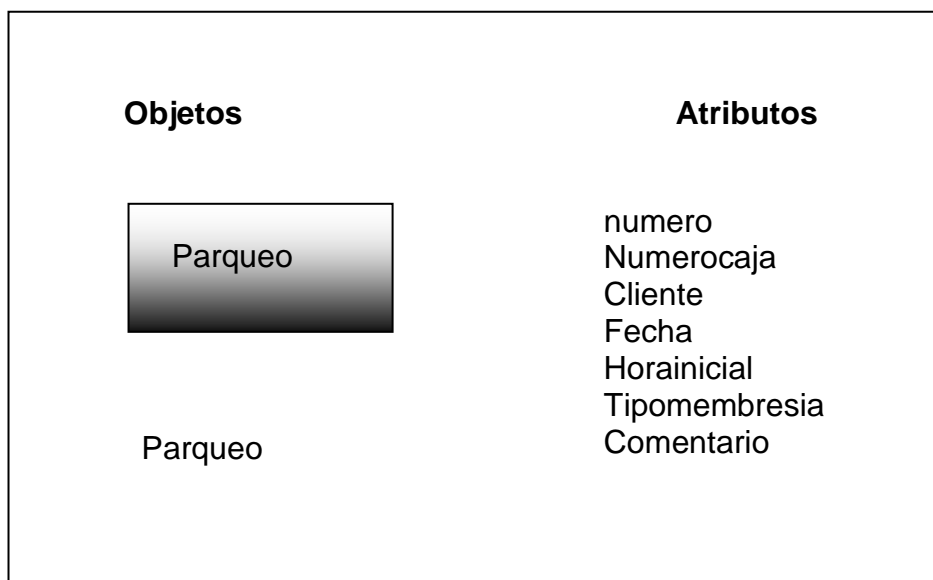 Objetos
Atributos
Parqueo
numero
Numerocaja
Cliente
Fecha
Horainicial
Tipomembresia
Comentario
Parqueo